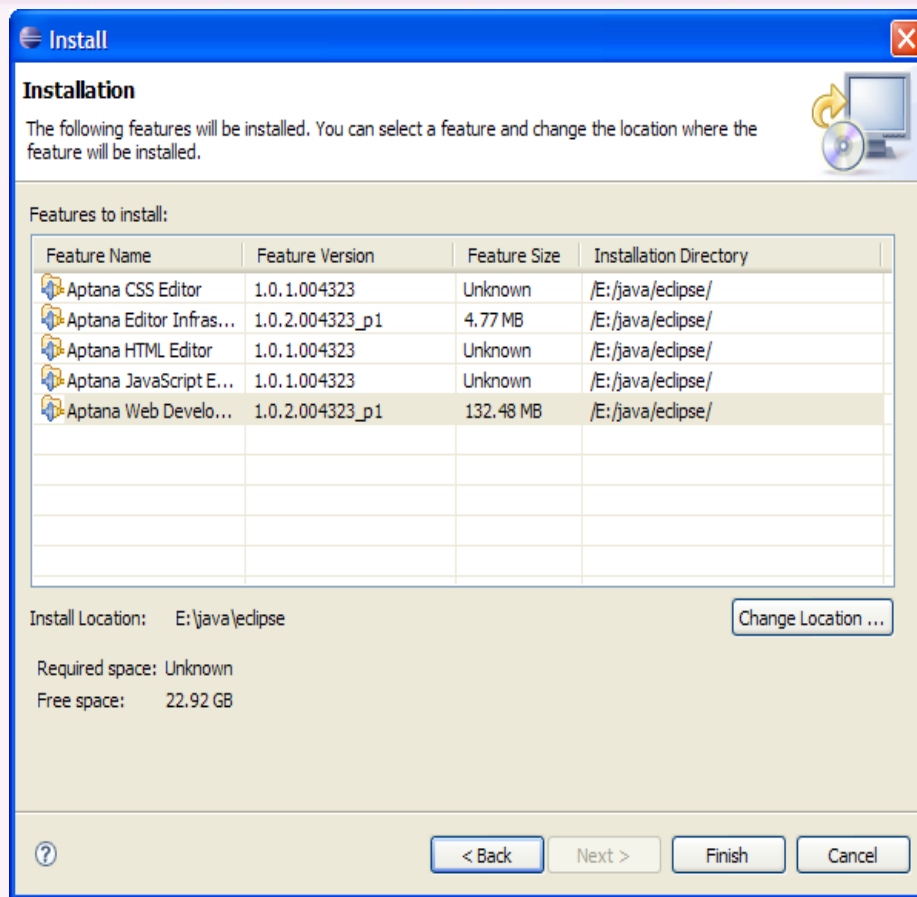 Install
Installation
The following features will be installed. You can select a feature and change the location where the
feature will be installed.
Features to install:
Feature Name Feature Version Feature Size Installation Directory
Aptana CSS Editor 1.0.1.004323 Unknown /E:/java/eclipse/
Aptana Editor Infras... 1.0.2.004323_p1 4.77 MB /E:/java/eclipse/
Aptana HTML Editor 1.0.1.004323 Unknown /E:/java/eclipse/
Aptana JavaScript E... 1.0.1.004323 Unknown /E:/java/eclipse/
Aptana Web Develo... 1.0.2.004323_p1 132.48 MB /E:/java/eclipse/
Install Location: E:\java\eclipse Change Location ...
Required space: Unknown
Free space: 22.92 GB
? < Back Next > Finish Cancel